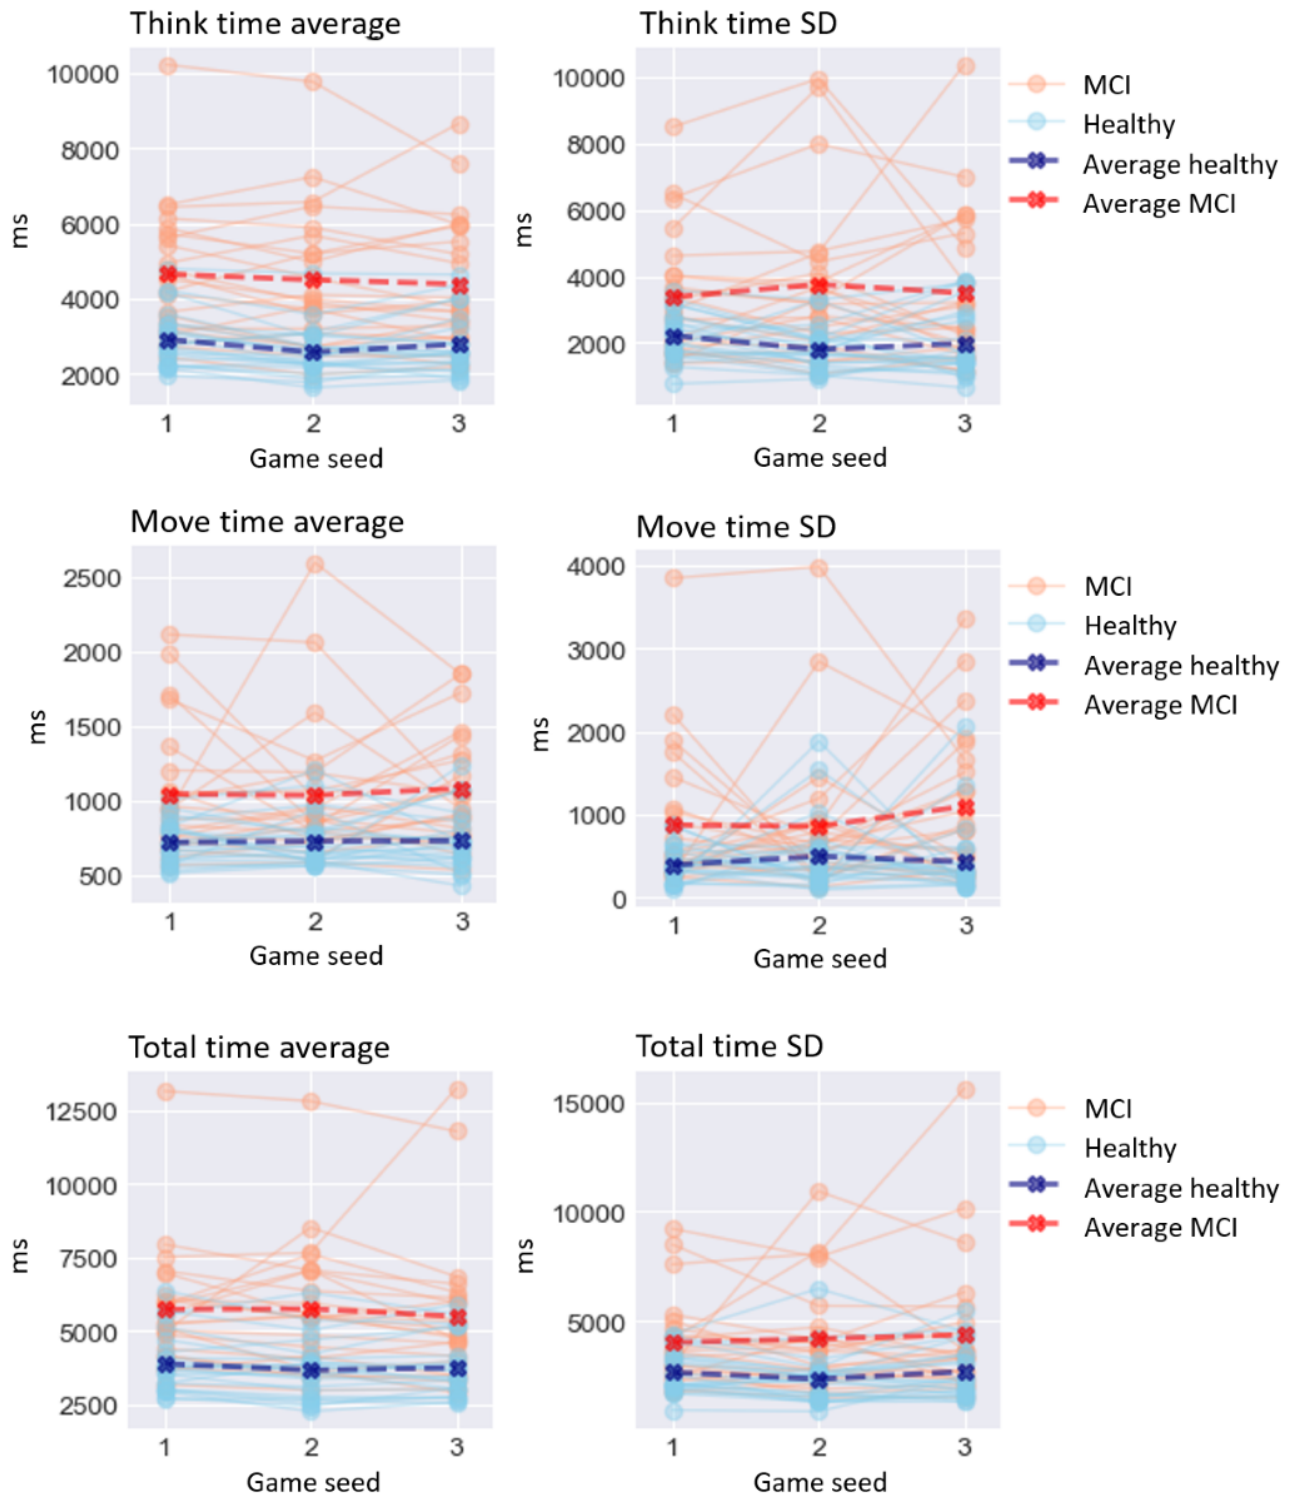 Think time average
Think time SD
10000
8000
6000
4000
2000
ms
1
2
3
Game seed
10000
8000
6000
4000
2000
ms
1
2
3
Game seed
MCI
Healthy
Average healthy
Average MCI
Move time average
Move time SD
2500
2000
1500
1000
500
ms
1
2
3
Game seed
4000
3000
2000
1000
0
ms
1
2
3
Game seed
MCI
Healthy
Average healthy
Average MCI
Total time average
Total time SD
12500
10000
7500
5000
2500
ms
1
2
3
Game seed
15000
10000
5000
ms
1
2
3
Game seed
MCI
Healthy
Average healthy
Average MCI